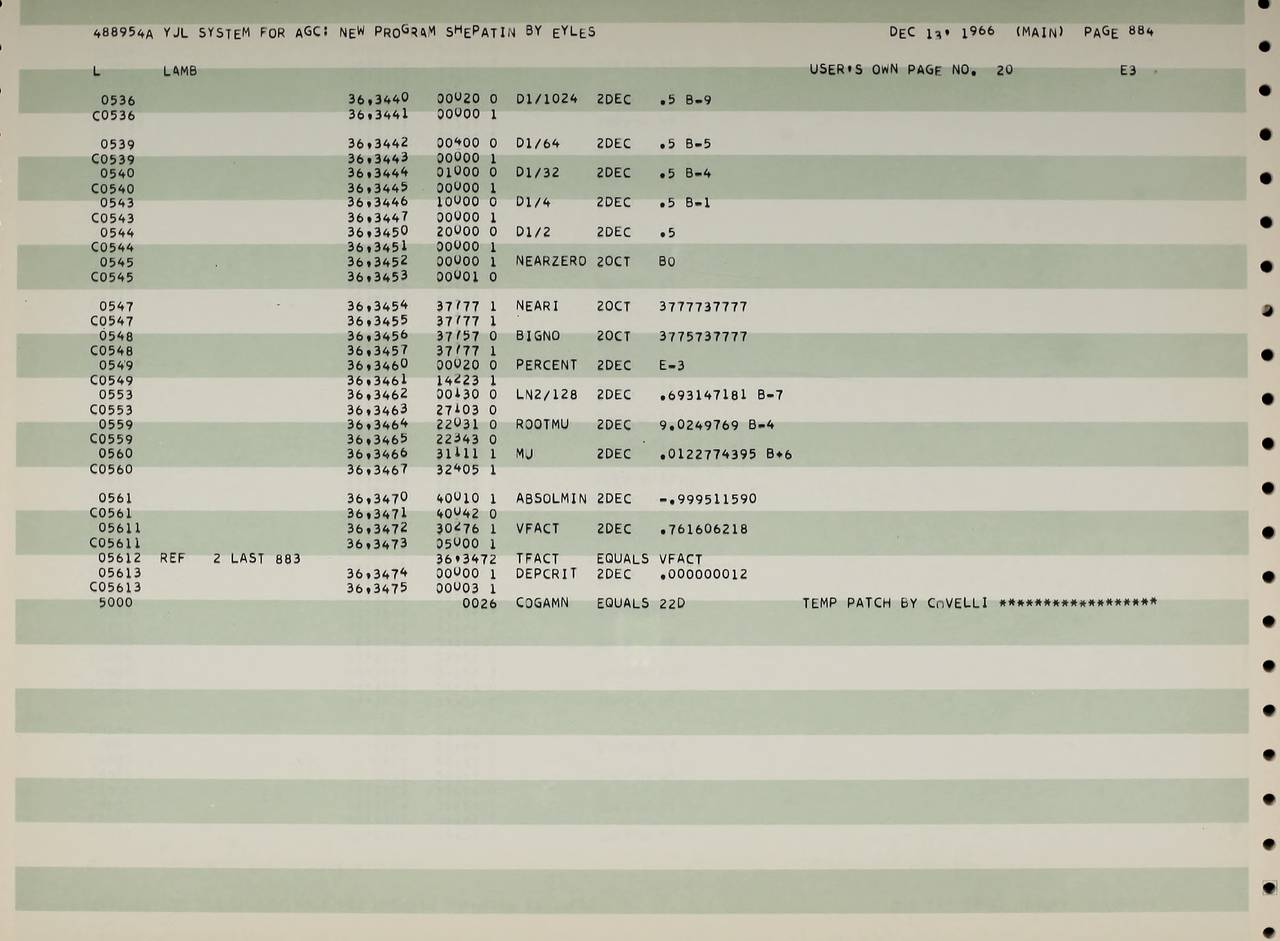 488954A YJL SYSTEM FOR AGC: NEW PROGRAM SHEPATIN BY EYLES DEC 13, 1966 (MAIN) PAGE 884
L LAMB USER'S OWN PAGE NO. 20 E3
0536 36,3440 00020 0 D1/1024 2DEC .5 B-9
C0536 36,3441 00000 1
0539 36,3442 00400 0 D1/64 2DEC .5 B-5
C0539 36,3443 00000 1
0540 36,3444 01000 0 D1/32 2DEC .5 B-4
C0540 36,3445 00000 1
0543 36,3446 10000 0 D1/4 2DEC .5 B-1
C0543 36,3447 00000 1
0544 36,3450 20000 0 D1/2 2DEC .5
C0544 36,3451 00000 1
0545 36,3452 00000 1 NEARZERO 2OCT B0
C0545 36,3453 00001 0
0547 36,3454 37777 1 NEAR1 2OCT 3777737777
C0547 36,3455 37777 1
0548 36,3456 37757 0 BIGNO 2OCT 3775737777
C0548 36,3457 37777 1
0549 36,3460 00020 0 PERCENT 2DEC E-3
C0549 36,3461 14223 1
0553 36,3462 00130 0 LN2/128 2DEC .693147181 B-7
C0553 36,3463 27103 0
0559 36,3464 22031 0 ROOTMU 2DEC 9.0249769 B-4
C0559 36,3465 22343 0
0560 36,3466 31111 1 MU 2DEC .0122774395 B+6
C0560 36,3467 32405 1
0561 36,3470 40010 1 ABSOLMIN 2DEC -.999511590
C0561 36,3471 40042 0
05611 36,3472 30276 1 VFACT 2DEC .761606218
C05611 36,3473 05000 1
05612 REF 2 LAST 883 36,3472 TFACT EQUALS VFACT
05613 36,3474 00000 1 DEPCRIT 2DEC .000000012
C05613 36,3475 00003 1
5000 0026 COGAMN EQUALS 22D TEMP PATCH BY COVELLI ******************